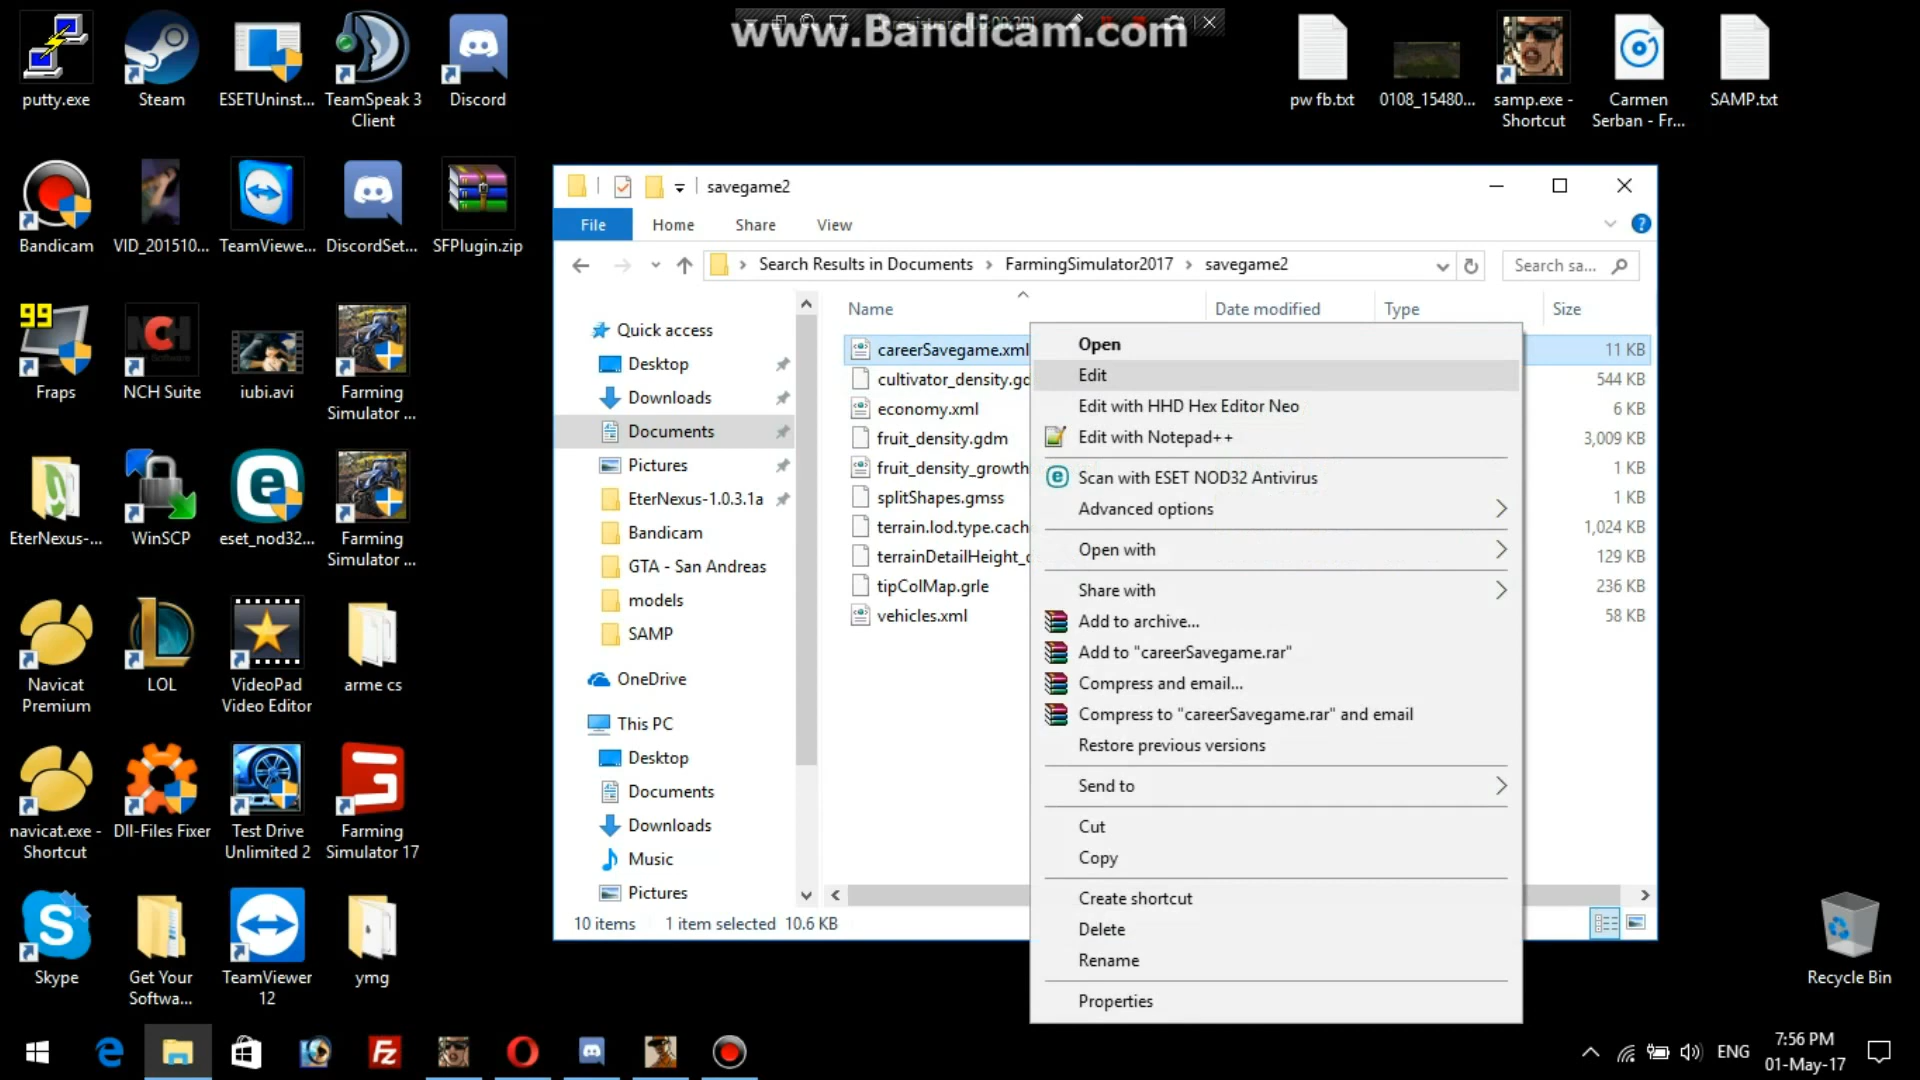 www.Bandicam.com
putty.exe
Steam
ESETUninst...
TeamSpeak 3
Client
Discord
pw fb.txt
0108_15480...
samp.exe -
Shortcut
Carmen
Serban - Fr...
SAMP.txt
Bandicam
VID_201510...
TeamViewe...
DiscordSet...
SFPlugin.zip
99
Fraps
NCH
NCH Suite
iubi.avi
Farming
Simulator ...
EterNexus-...
WinSCP
eset_nod32...
Farming
Simulator ...
Navicat
Premium
LOL
VideoPad
Video Editor
arme cs
navicat.exe -
Shortcut
Dll-Files Fixer
Test Drive
Unlimited 2
Farming
Simulator 17
Skype
Get Your
Softwa...
TeamViewer
12
ymg
Recycle Bin
savegame2
File
Home
Share
View
Search Results in Documents
FarmingSimulator2017
savegame2
Search sa...
Quick access
Desktop
Downloads
Documents
Pictures
EterNexus-1.0.3.1a
Bandicam
GTA - San Andreas
models
SAMP
OneDrive
This PC
Desktop
Documents
Downloads
Music
Pictures
Name
Date modified
Type
Size
careerSavegame.xml
11 KB
cultivator_density.gd
544 KB
economy.xml
6 KB
fruit_density.gdm
3,009 KB
fruit_density_growth
1 KB
splitShapes.gmss
1 KB
terrain.lod.type.cach
1,024 KB
terrainDetailHeight_
129 KB
tipColMap.grle
236 KB
vehicles.xml
58 KB
10 items
1 item selected 10.6 KB
Open
Edit
Edit with HHD Hex Editor Neo
Edit with Notepad++
Scan with ESET NOD32 Antivirus
Advanced options
Open with
Share with
Add to archive...
Add to "careerSavegame.rar"
Compress and email...
Compress to "careerSavegame.rar" and email
Restore previous versions
Send to
Cut
Copy
Create shortcut
Delete
Rename
Properties
ENG
7:56 PM
01-May-17